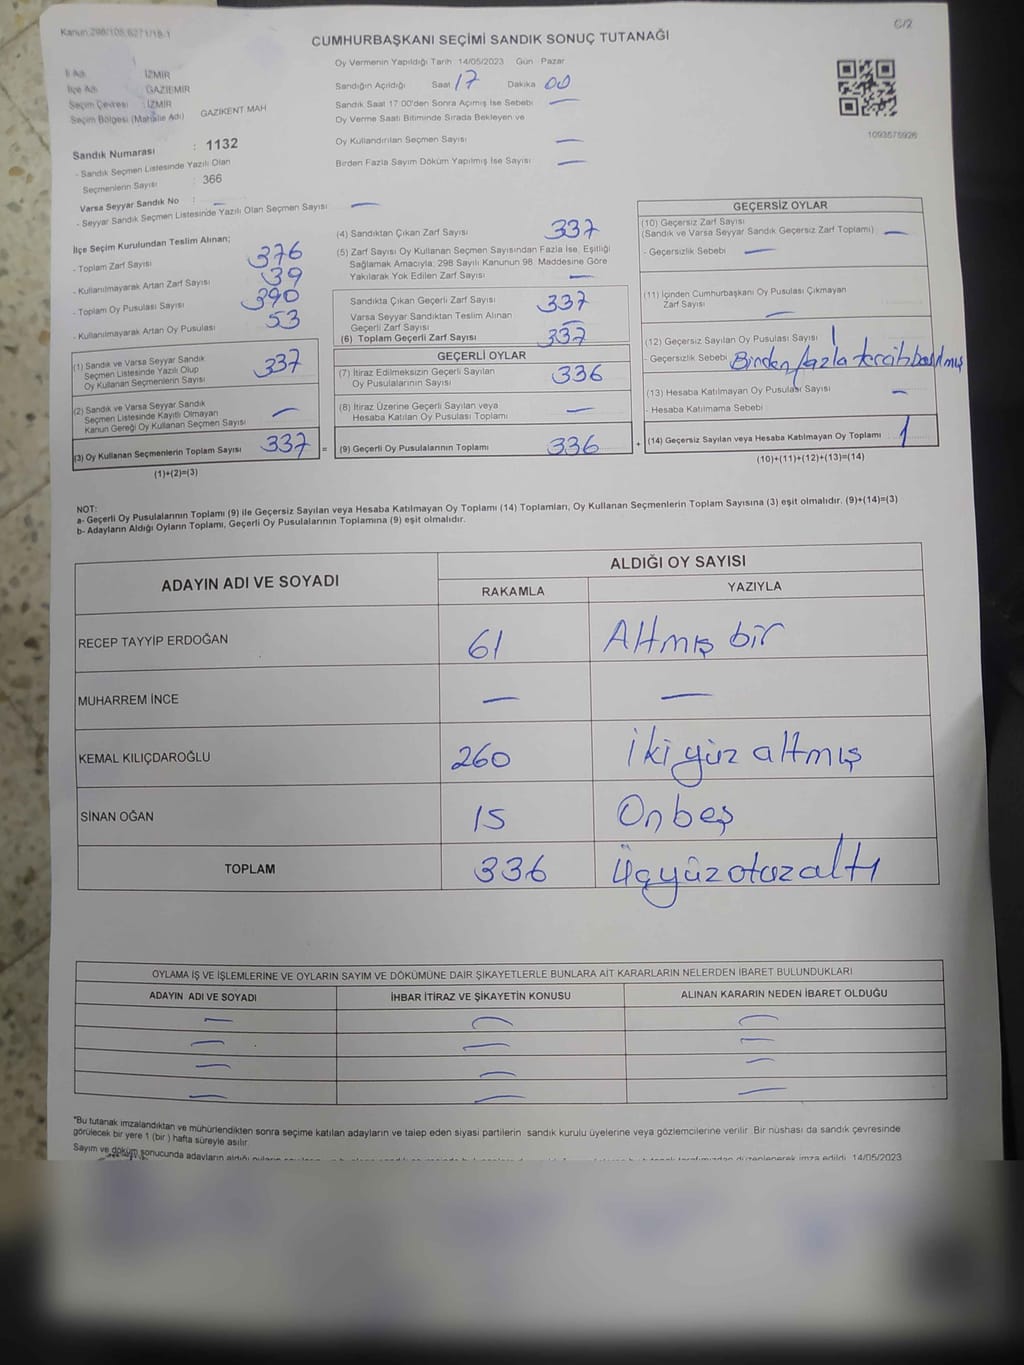 Kanun 298/105,6271/18-1
C/2
CUMHURBAŞKANI SEÇİMİ SANDIK SONUÇ TUTANAĞI
İl Adı : İZMİR
İlçe Adı : GAZİEMİR
Seçim Çevresi : İZMİR
Seçim Bölgesi (Mahalle Adı) GAZİKENT MAH
Sandık Numarası : 1132
- Sandık Seçmen Listesinde Yazılı Olan
Seçmenlerin Sayısı : 366
Varsa Seyyar Sandık No : —
- Seyyar Sandık Seçmen Listesinde Yazılı Olan Seçmen Sayısı —
Oy Vermenin Yapıldığı Tarih 14/05/2023 Gün Pazar
Sandığın Açıldığı Saat 17 Dakika 00
Sandık Saat 17.00'den Sonra Açılmış İse Sebebi —
Oy Verme Saati Bitiminde Sırada Bekleyen ve
Oy Kullandırılan Seçmen Sayısı —
Birden Fazla Sayım Döküm Yapılmış İse Sayısı —
1093575926
İlçe Seçim Kurulundan Teslim Alınan;
- Toplam Zarf Sayısı 376
- Kullanılmayarak Artan Zarf Sayısı 39
- Toplam Oy Pusulası Sayısı 390
- Kullanılmayarak Artan Oy Pusulası 53
(1) Sandık ve Varsa Seyyar Sandık
Seçmen Listesinde Yazılı Olup
Oy Kullanan Seçmenlerin Sayısı 337
(2) Sandık ve Varsa Seyyar Sandık
Seçmen Listesinde Kayıtlı Olmayan
Kanun Gereği Oy Kullanan Seçmen Sayısı —
(3) Oy Kullanan Seçmenlerin Toplam Sayısı 337 =
(1)+(2)=(3)
(4) Sandıktan Çıkan Zarf Sayısı 337
(5) Zarf Sayısı Oy Kullanan Seçmen Sayısından Fazla İse, Eşitliği
Sağlamak Amacıyla; 298 Sayılı Kanunun 98. Maddesine Göre
Yakılarak Yok Edilen Zarf Sayısı —
Sandıkta Çıkan Geçerli Zarf Sayısı 337
Varsa Seyyar Sandıktan Teslim Alınan
Geçerli Zarf Sayısı —
(6) Toplam Geçerli Zarf Sayısı 337
GEÇERLİ OYLAR
(7) İtiraz Edilmeksizin Geçerli Sayılan
Oy Pusulalarının Sayısı 336
(8) İtiraz Üzerine Geçerli Sayılan veya
Hesaba Katılan Oy Pusulası Toplamı —
(9) Geçerli Oy Pusulalarının Toplamı 336 +
GEÇERSİZ OYLAR
(10) Geçersiz Zarf Sayısı
(Sandık ve Varsa Seyyar Sandık Geçersiz Zarf Toplamı) —
- Geçersizlik Sebebi —
(11) İçinden Cumhurbaşkanı Oy Pusulası Çıkmayan
Zarf Sayısı —
(12) Geçersiz Sayılan Oy Pusulası Sayısı 1
- Geçersizlik Sebebi Birden fazla tercih basılmış
(13) Hesaba Katılmayan Oy Pusulası Sayısı —
- Hesaba Katılmama Sebebi
(14) Geçersiz Sayılan veya Hesaba Katılmayan Oy Toplamı 1
(10)+(11)+(12)+(13)=(14)
NOT:
a- Geçerli Oy Pusulalarının Toplamı (9) ile Geçersiz Sayılan veya Hesaba Katılmayan Oy Toplamı (14) Toplamları, Oy Kullanan Seçmenlerin Toplam Sayısına (3) eşit olmalıdır. (9)+(14)=(3)
b- Adayların Aldığı Oyların Toplamı, Geçerli Oy Pusulalarının Toplamına (9) eşit olmalıdır.
ADAYIN ADI VE SOYADI
ALDIĞI OY SAYISI
RAKAMLA YAZIYLA
RECEP TAYYİP ERDOĞAN 61 Altmış bir
MUHARREM İNCE — —
KEMAL KILIÇDAROĞLU 260 İkiyüz altmış
SİNAN OĞAN 15 Onbeş
TOPLAM 336 Üçyüzotuzaltı
OYLAMA İŞ VE İŞLEMLERİNE VE OYLARIN SAYIM VE DÖKÜMÜNE DAİR ŞİKAYETLERLE BUNLARA AİT KARARLARIN NELERDEN İBARET BULUNDUKLARI
ADAYIN ADI VE SOYADI İHBAR İTİRAZ VE ŞİKAYETİN KONUSU ALINAN KARARIN NEDEN İBARET OLDUĞU
— — —
— — —
— — —
— — —
"Bu tutanak imzalandıktan ve mühürlendikten sonra seçime katılan adayların ve talep eden siyasi partilerin sandık kurulu üyelerine veya gözlemcilerine verilir. Bir nüshası da sandık çevresinde
görülecek bir yere 1 (bir) hafta süreyle asılır.
Sayım ve döküm sonucunda adayların aldığı düzenlenerek imza edildi. 14/05/2023